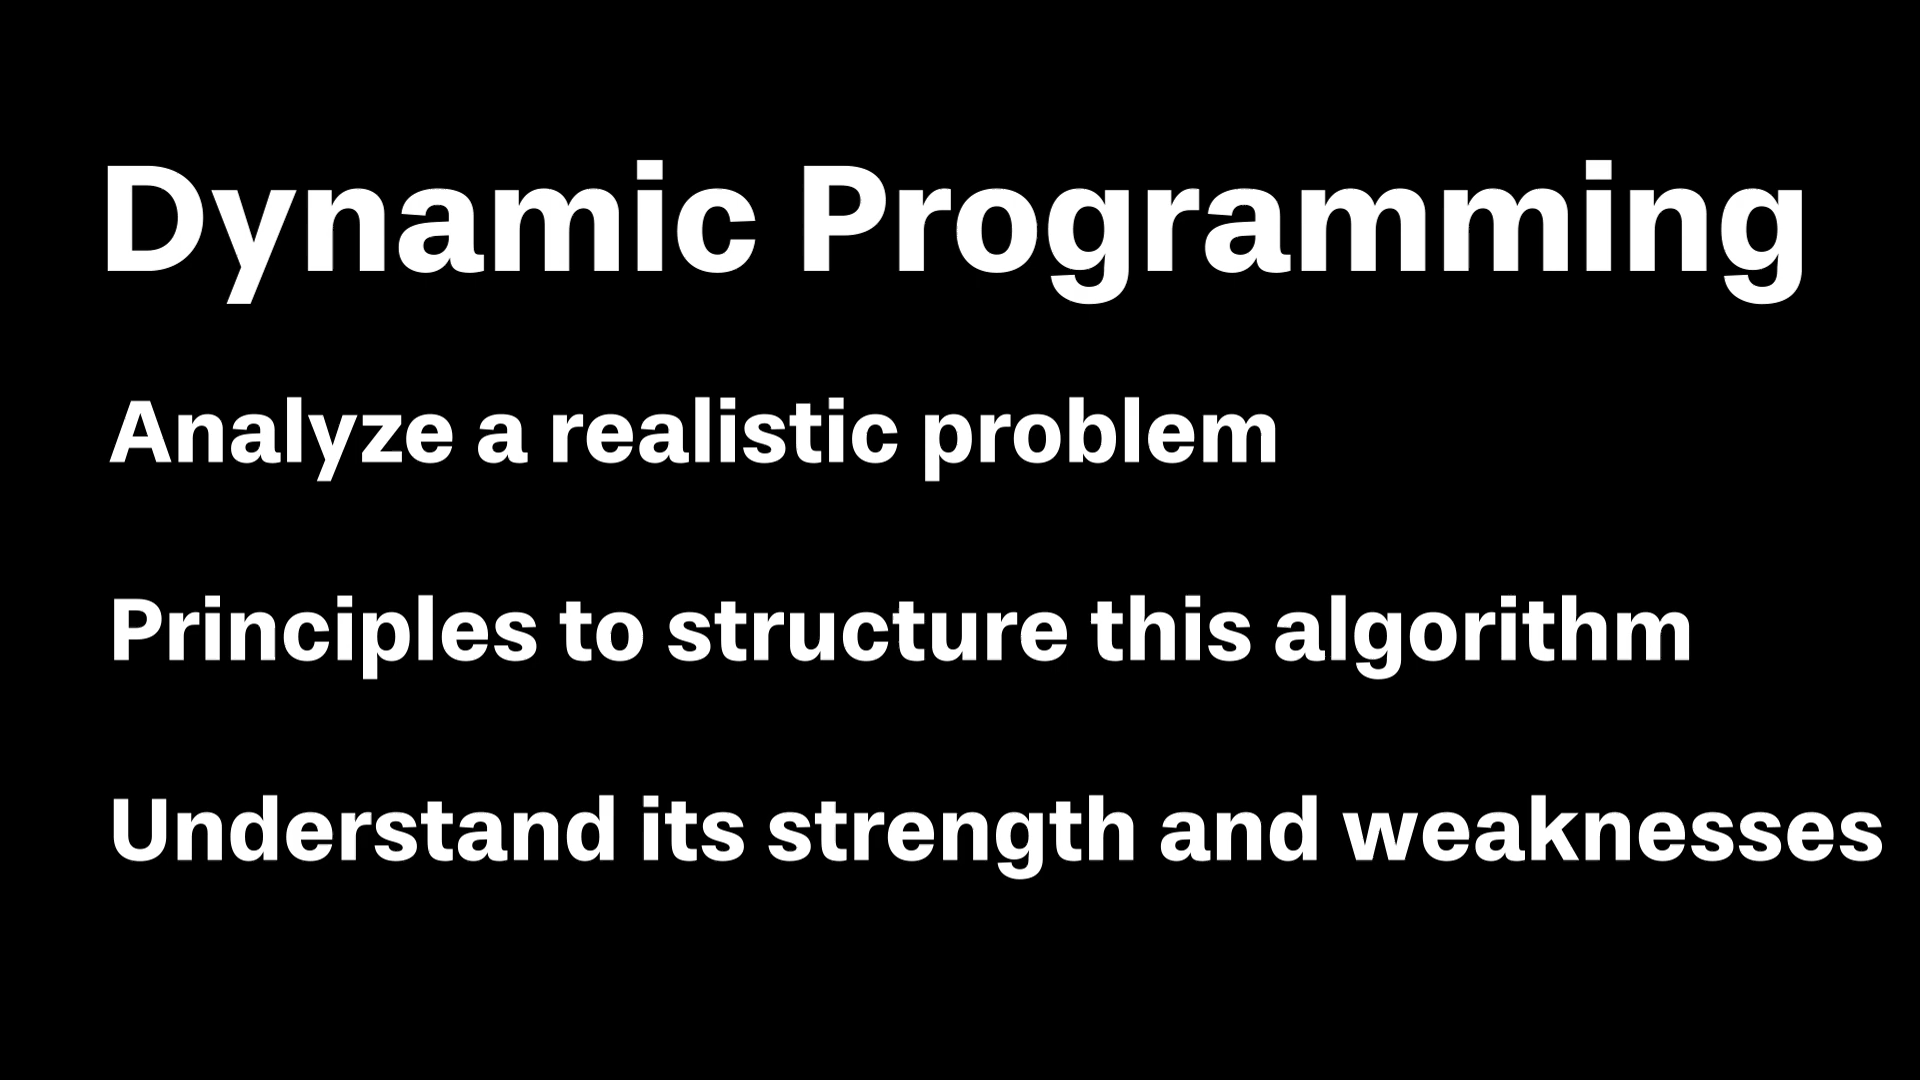 Dynamic Programming
Analyze a realistic problem
Principles to structure this algorithm
Understand its strength and weaknesses